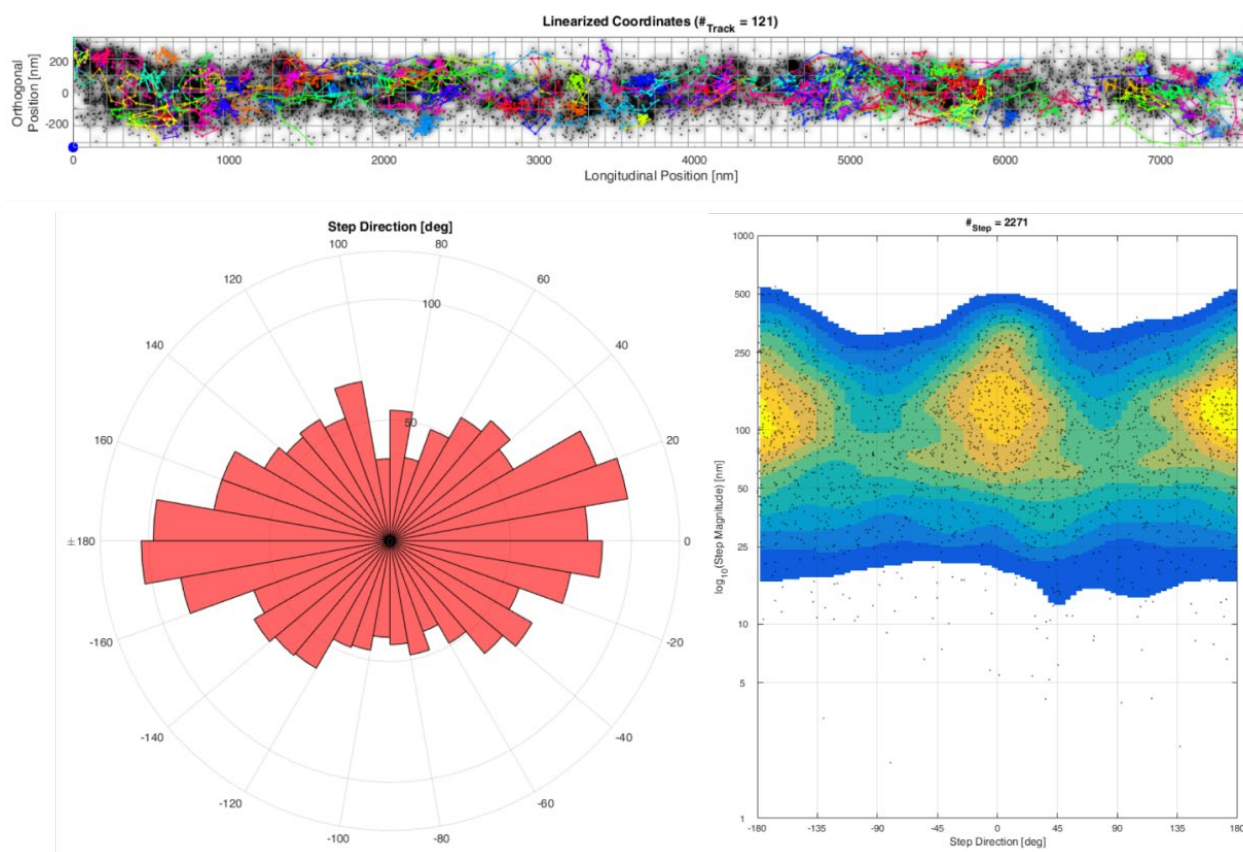 Linearized Coordinates (#Track = 121)
Orthogonal
Position [nm]
200
0
-200
0 1000 2000 3000 4000 5000 6000 7000
Longitudinal Position [nm]
Step Direction [deg]
100 80
120 60
140 40
160 20
±180 0
-160 -20
-140 -40
-120 -60
-100 -80
50
100
#Step = 2271
log10(Step Magnitude) [nm]
1000
500
250
100
50
25
10
5
1
-180 -135 -90 -45 0 45 90 135 180
Step Direction [deg]